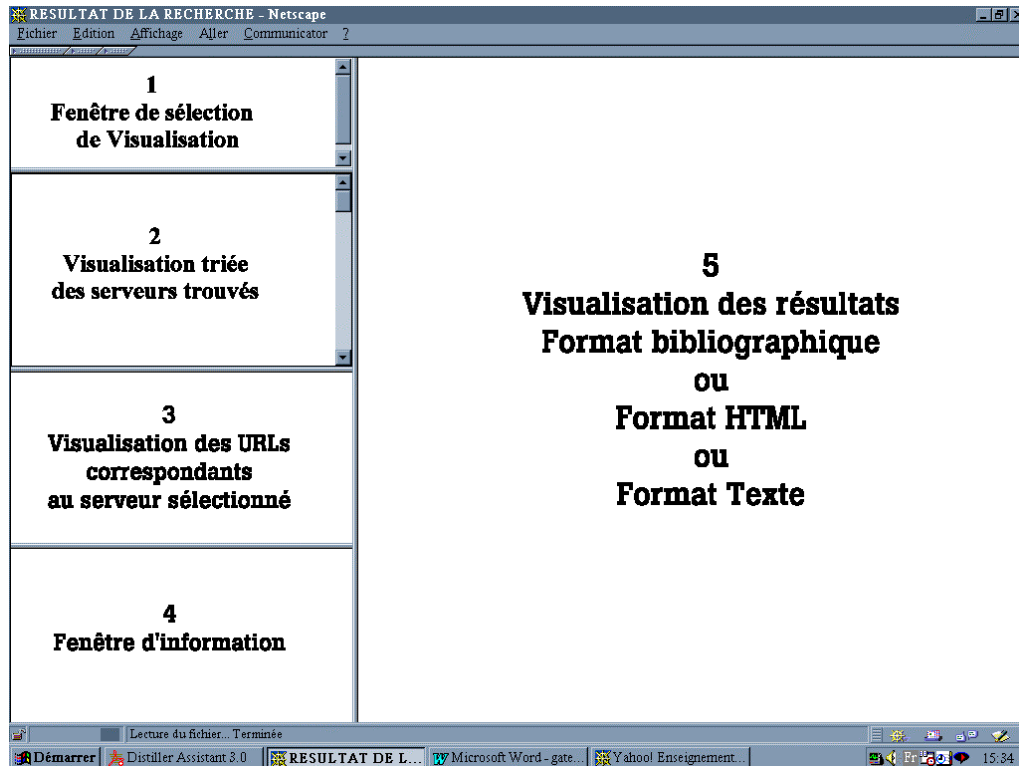 RESULTAT DE LA RECHERCHE - Netscape
Fichier Edition Affichage Aller Communicator ?
1
Fenêtre de sélection
de Visualisation
2
Visualisation triée
des serveurs trouvés
3
Visualisation des URLs
correspondants
au serveur sélectionné
4
Fenêtre d'information
5
Visualisation des résultats
Format bibliographique
ou
Format HTML
ou
Format Texte
Lecture du fichier... Terminée
Démarrer Distiller Assistant 3.0 RESULTAT DE L... Microsoft Word - gate... Yahoo! Enseignement... Fr 15:34